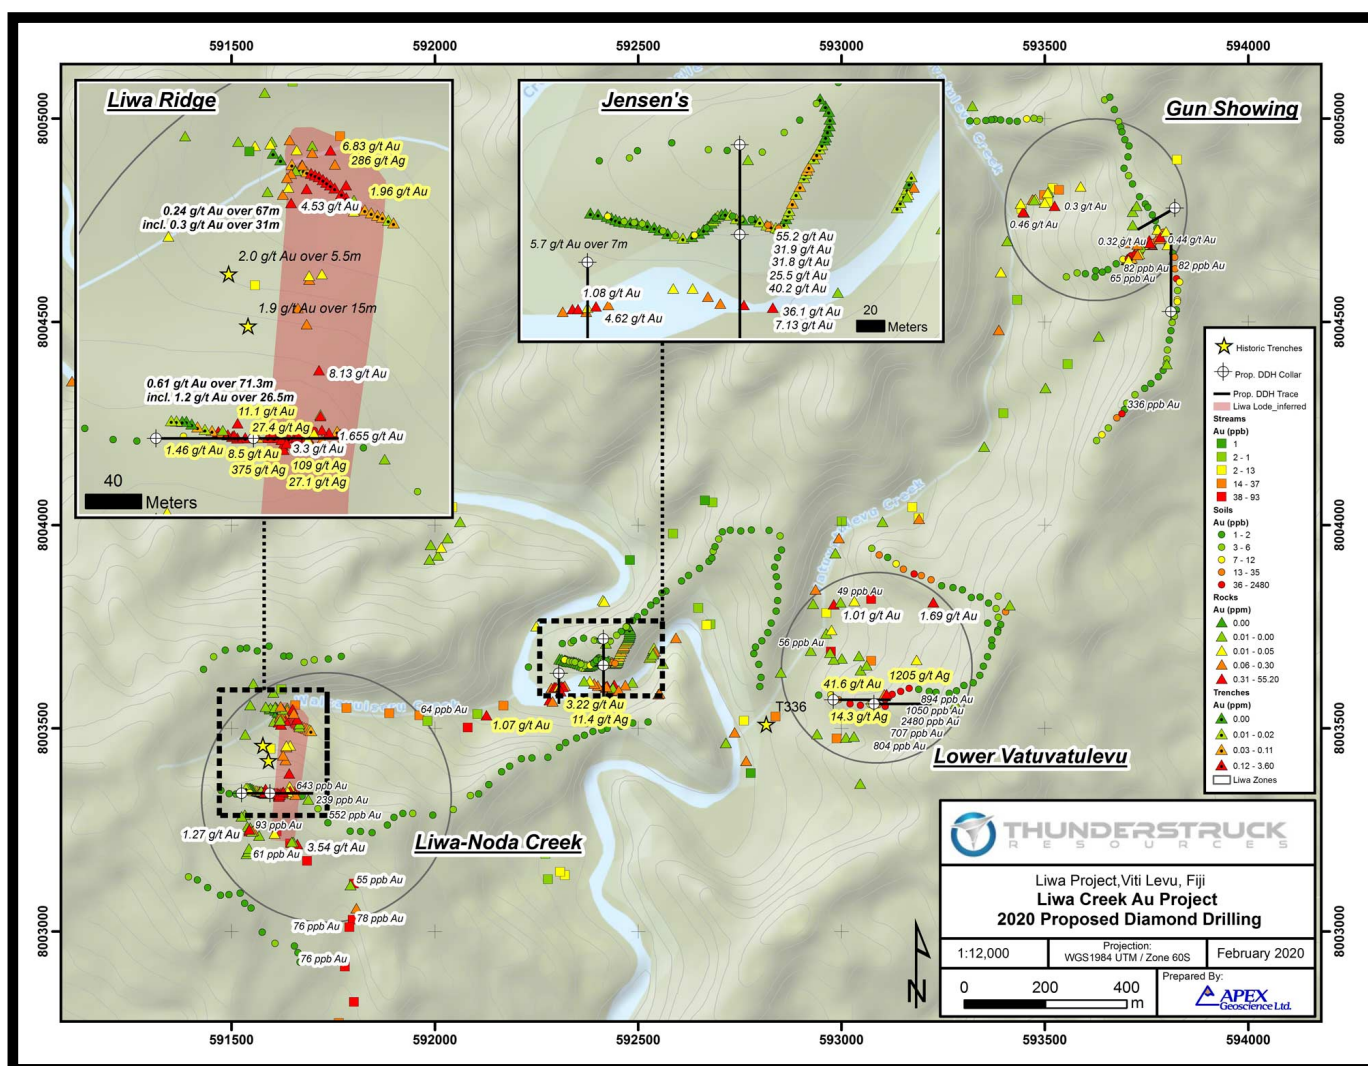 591500 592000 592500 593000 593500 594000
8005000
8004500
8004000
8003500
8003000
8005000
8004500
8004000
8003500
8003000
591500 592000 592500 593000 593500 594000
Liwa Ridge
6.83 g/t Au
286 g/t Ag
1.96 g/t Au
4.53 g/t Au
0.24 g/t Au over 67m
incl. 0.3 g/t Au over 31m
2.0 g/t Au over 5.5m
1.9 g/t Au over 15m
8.13 g/t Au
0.61 g/t Au over 71.3m
incl. 1.2 g/t Au over 26.5m
11.1 g/t Au
27.4 g/t Ag
1.655 g/t Au
1.46 g/t Au
8.5 g/t Au
3.3 g/t Au
375 g/t Ag
109 g/t Ag
27.1 g/t Ag
40
Meters
Jensen's
5.7 g/t Au over 7m
55.2 g/t Au
31.9 g/t Au
31.8 g/t Au
25.5 g/t Au
40.2 g/t Au
1.08 g/t Au
4.62 g/t Au
36.1 g/t Au
7.13 g/t Au
20
Meters
Gun Showing
0.3 g/t Au
0.46 g/t Au
0.32 g/t Au
0.44 g/t Au
82 ppb Au
82 ppb Au
65 ppb Au
336 ppb Au
Creek
49 ppb Au
1.01 g/t Au
1.69 g/t Au
56 ppb Au
1205 g/t Ag
41.6 g/t Au
14.3 g/t Ag
894 ppb Au
1050 ppb Au
2480 ppb Au
707 ppb Au
804 ppb Au
Lower Vatuvatulevu
T336
3.22 g/t Au
11.4 g/t Ag
64 ppb Au
1.07 g/t Au
643 ppb Au
239 ppb Au
552 ppb Au
93 ppb Au
1.27 g/t Au
3.54 g/t Au
61 ppb Au
55 ppb Au
78 ppb Au
76 ppb Au
76 ppb Au
Liwa-Noda Creek
Historic Trenches
Prop. DDH Collar
Prop. DDH Trace
Liwa Lode_inferred
Streams
Au (ppb)
1
2 - 1
2 - 13
14 - 37
38 - 93
Soils
Au (ppb)
1 - 2
3 - 6
7 - 12
13 - 35
36 - 2480
Rocks
Au (ppm)
0.00
0.01 - 0.00
0.01 - 0.05
0.06 - 0.30
0.31 - 55.20
Trenches
Au (ppm)
0.00
0.01 - 0.02
0.03 - 0.11
0.12 - 3.60
Liwa Zones
THUNDERSTRUCK
RESOURCES
Liwa Project,Viti Levu, Fiji
Liwa Creek Au Project
2020 Proposed Diamond Drilling
1:12,000
Projection:
WGS1984 UTM / Zone 60S
February 2020
0 200 400
m
Prepared By:
APEX
Geoscience Ltd.
N